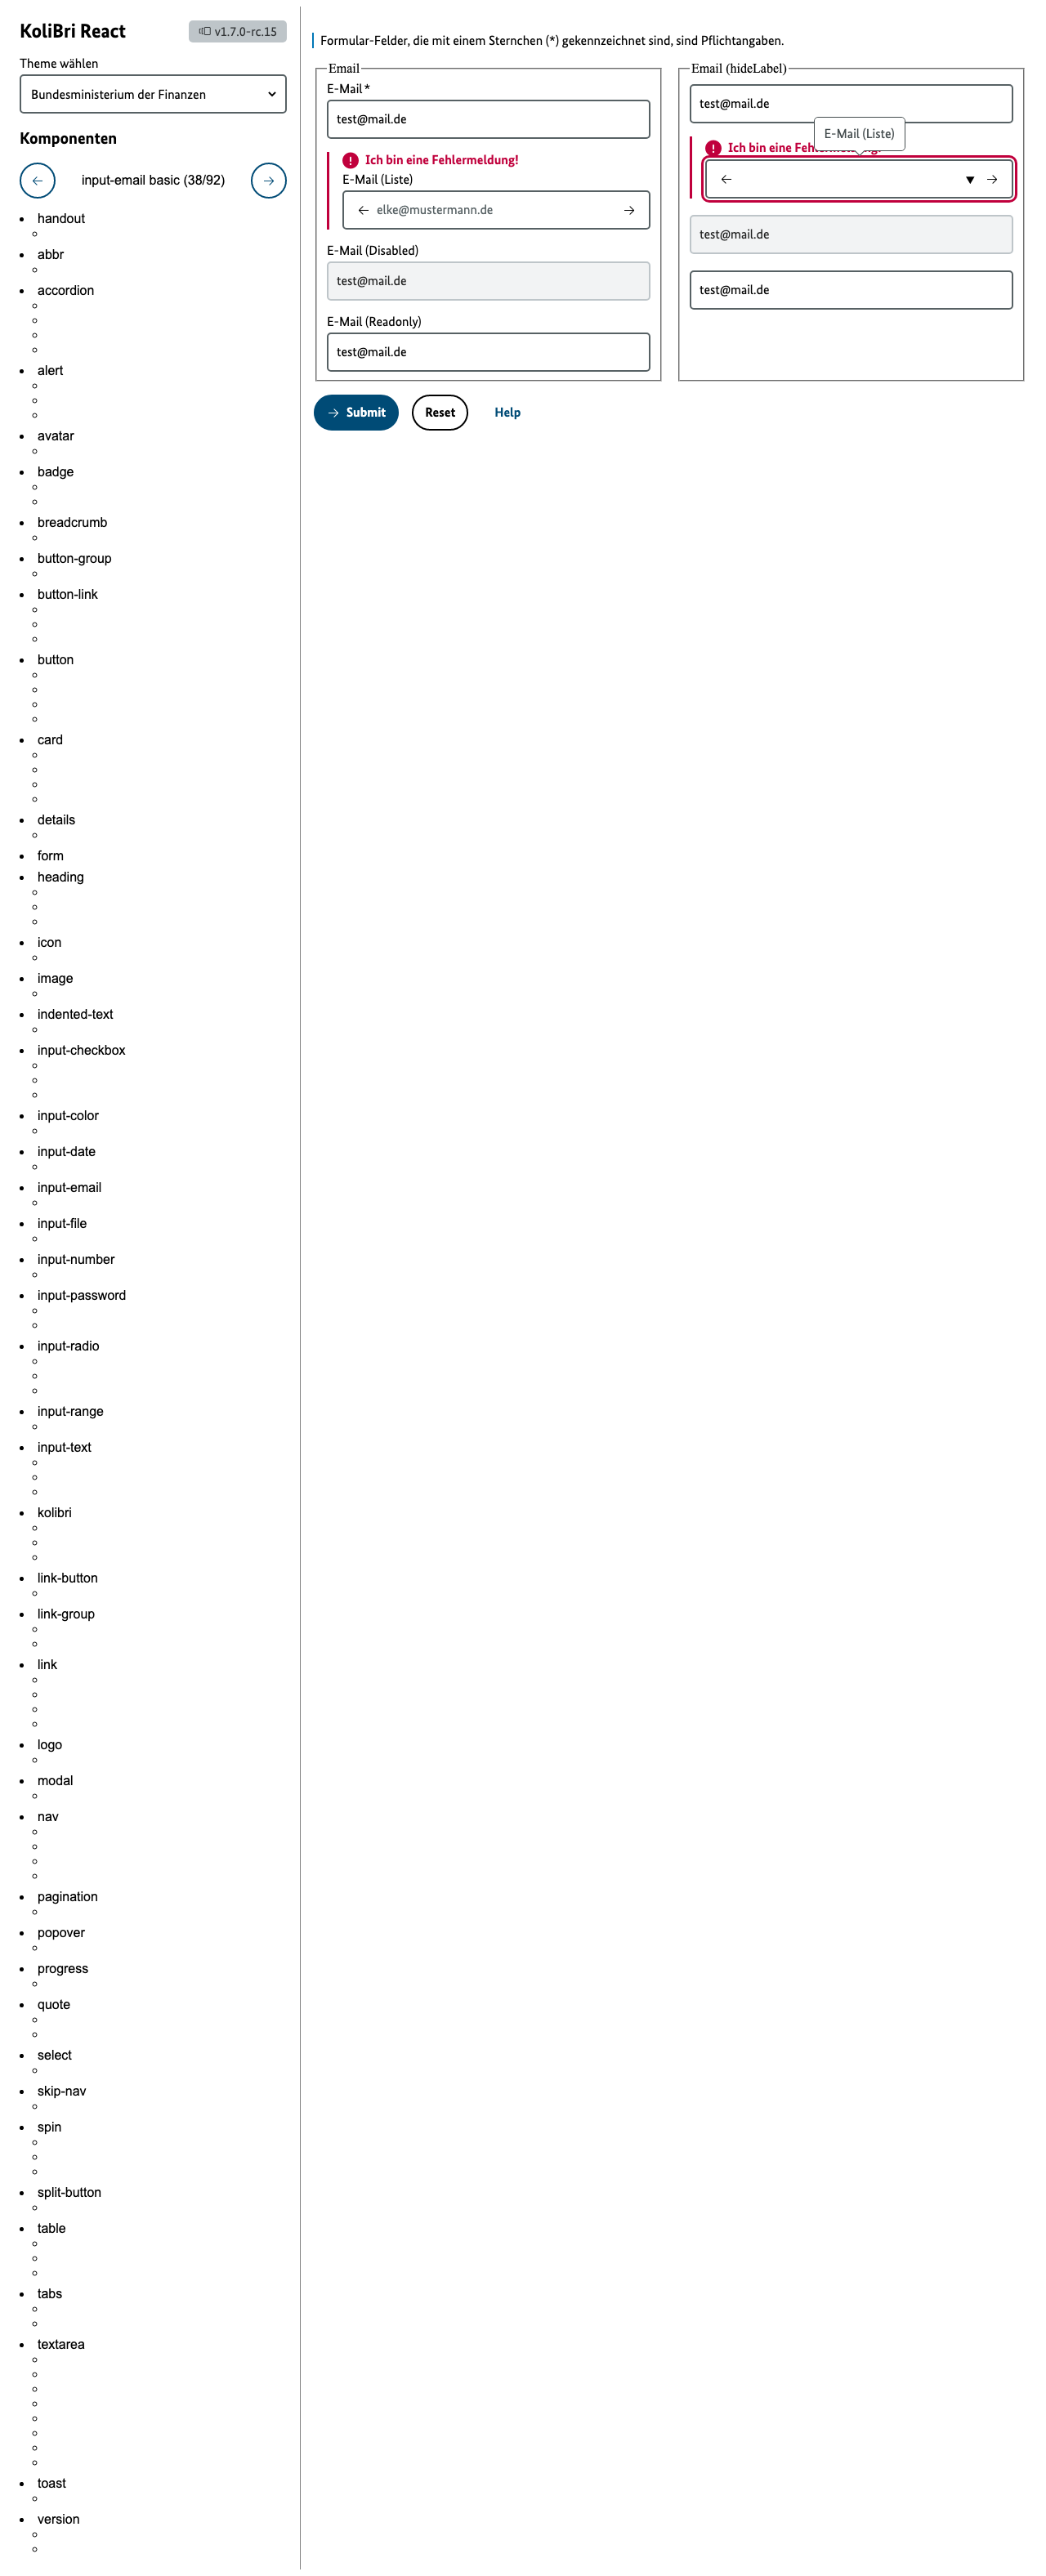 KoliBri React
v1.7.0-rc.15
Theme wählen
Bundesministerium der Finanzen
Komponenten
input-email basic (38/92)
handout
abbr
accordion
alert
avatar
badge
breadcrumb
button-group
button-link
button
card
details
form
heading
icon
image
indented-text
input-checkbox
input-color
input-date
input-email
input-file
input-number
input-password
input-radio
input-range
input-text
kolibri
link-button
link-group
link
logo
modal
nav
pagination
popover
progress
quote
select
skip-nav
spin
split-button
table
tabs
textarea
toast
version
Formular-Felder, die mit einem Sternchen (*) gekennzeichnet sind, sind Pflichtangaben.
Email
E-Mail *
test@mail.de
Ich bin eine Fehlermeldung!
E-Mail (Liste)
elke@mustermann.de
E-Mail (Disabled)
test@mail.de
E-Mail (Readonly)
test@mail.de
Email (hideLabel)
test@mail.de
E-Mail (Liste)
Ich bin eine
test@mail.de
test@mail.de
Submit
Reset
Help